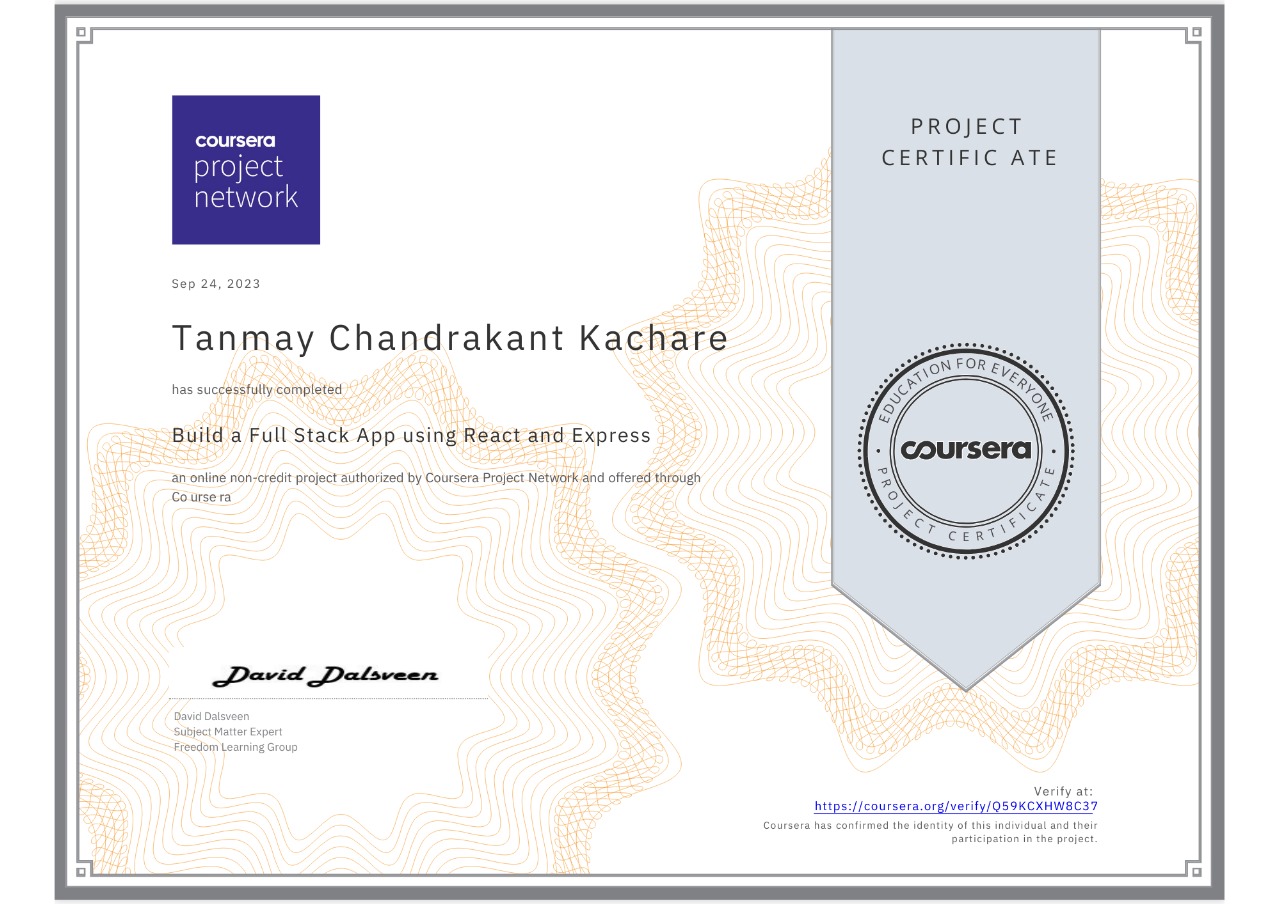 coursera
project
network
PROJECT
CERTIFIC ATE
Sep 24, 2023
Tanmay Chandrakant Kachare
has successfully completed
Build a Full Stack App using React and Express
an online non-credit project authorized by Coursera Project Network and offered through
Co urse ra
EDUCATION FOR EVERYONE
coursera
PROJECT CERTIFICATE
David Dalsveen
David Dalsveen
Subject Matter Expert
Freedom Learning Group
Verify at:
https://coursera.org/verify/Q59KCXHW8C37
Coursera has confirmed the identity of this individual and their
participation in the project.